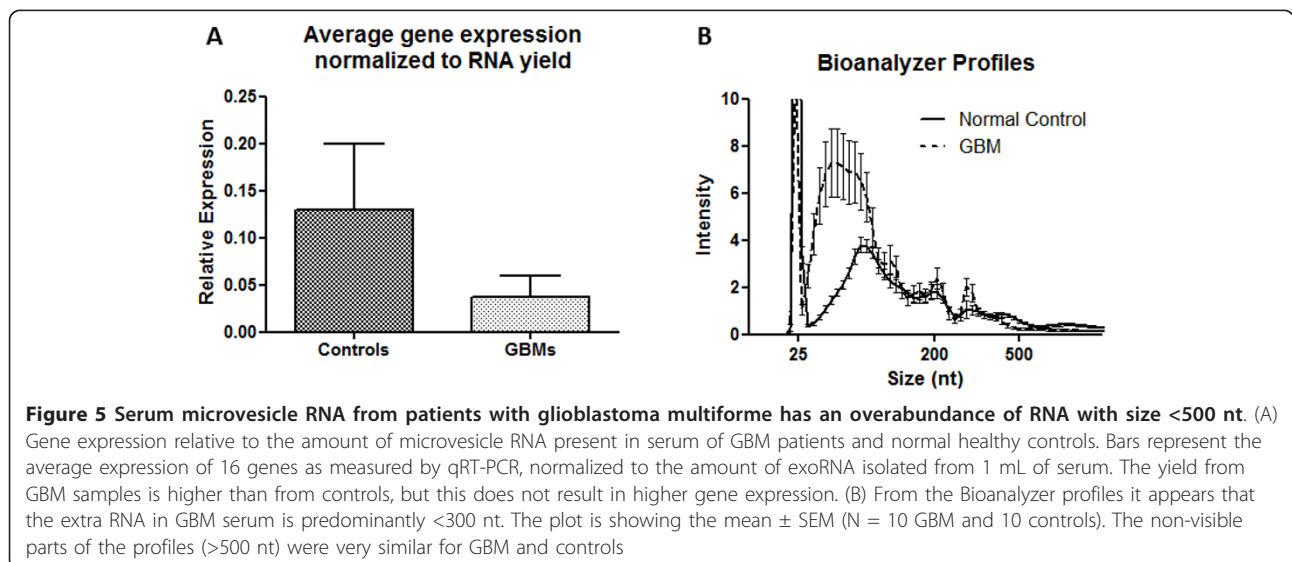 A
Average gene expression
normalized to RNA yield
Relative Expression
0.25
0.20
0.15
0.10
0.05
0.00
Controls
GBMs
B
Bioanalyzer Profiles
Intensity
10
8
6
4
2
0
Normal Control
GBM
25
200
500
Size (nt)
Figure 5 Serum microvesicle RNA from patients with glioblastoma multiforme has an overabundance of RNA with size <500 nt. (A)
Gene expression relative to the amount of microvesicle RNA present in serum of GBM patients and normal healthy controls. Bars represent the
average expression of 16 genes as measured by qRT-PCR, normalized to the amount of exoRNA isolated from 1 mL of serum. The yield from
GBM samples is higher than from controls, but this does not result in higher gene expression. (B) From the Bioanalyzer profiles it appears that
the extra RNA in GBM serum is predominantly <300 nt. The plot is showing the mean ± SEM (N = 10 GBM and 10 controls). The non-visible
parts of the profiles (>500 nt) were very similar for GBM and controls